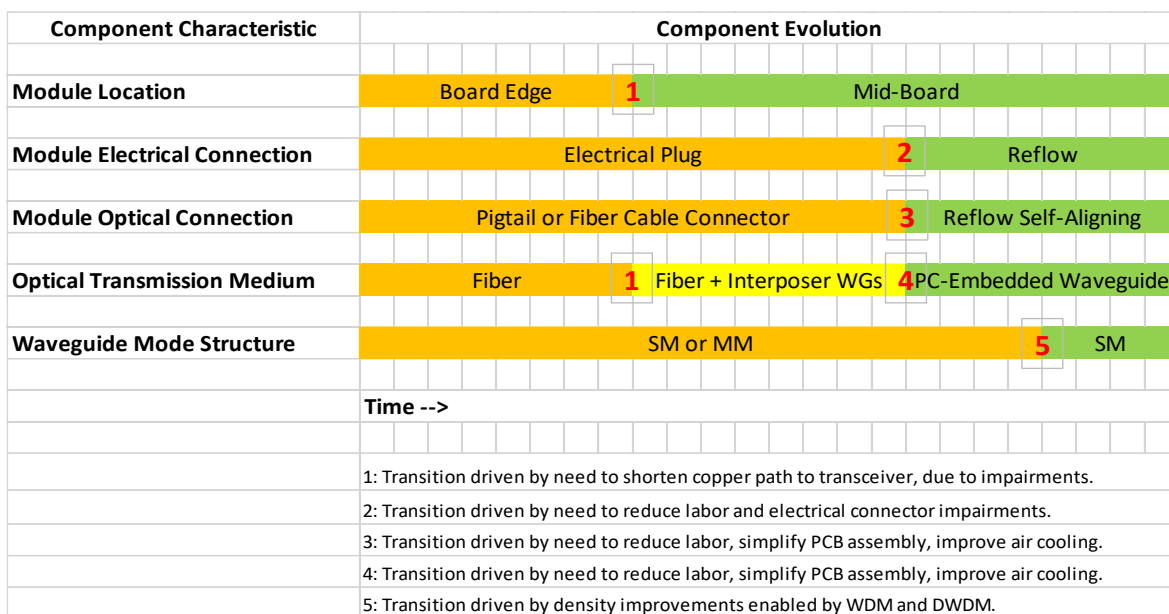 Component Characteristic Component Evolution
Module Location Board Edge 1 Mid-Board
Module Electrical Connection Electrical Plug 2 Reflow
Module Optical Connection Pigtail or Fiber Cable Connector 3 Reflow Self-Aligning
Optical Transmission Medium Fiber 1 Fiber + Interposer WGs 4 PC-Embedded Waveguide
Waveguide Mode Structure SM or MM 5 SM
Time -->
1: Transition driven by need to shorten copper path to transceiver, due to impairments.
2: Transition driven by need to reduce labor and electrical connector impairments.
3: Transition driven by need to reduce labor, simplify PCB assembly, improve air cooling.
4: Transition driven by need to reduce labor, simplify PCB assembly, improve air cooling.
5: Transition driven by density improvements enabled by WDM and DWDM.